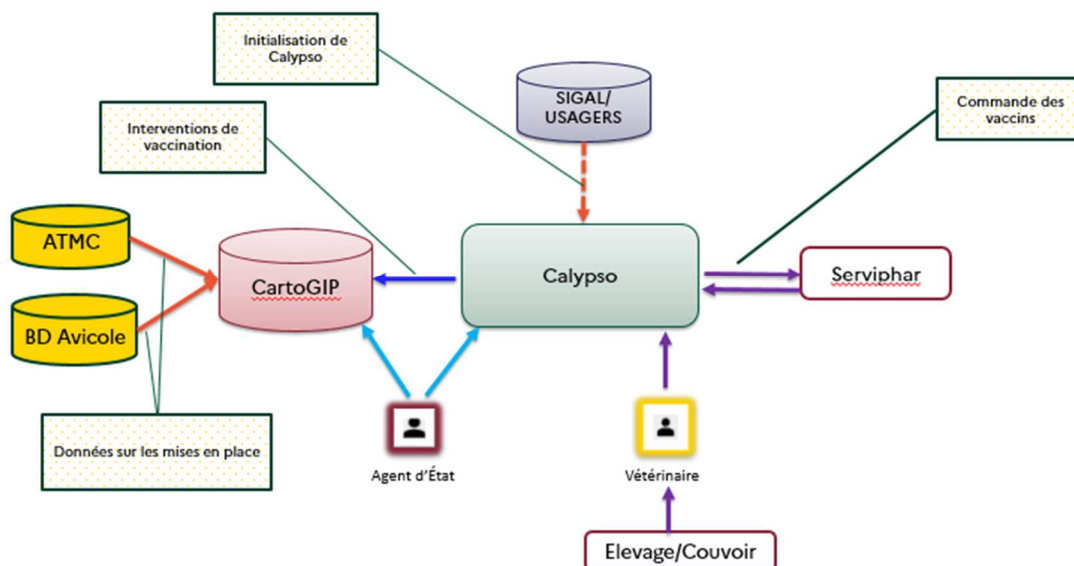 Initialisation de
Calypso
SIGAL/
USAGERS
Commande des
vaccins
Interventions de
vaccination
ATMC
CartoGIP
Calypso
Serviphar
BD Avicole
Données sur les mises en place
Agent d'État
Vétérinaire
Elevage/Couvoir